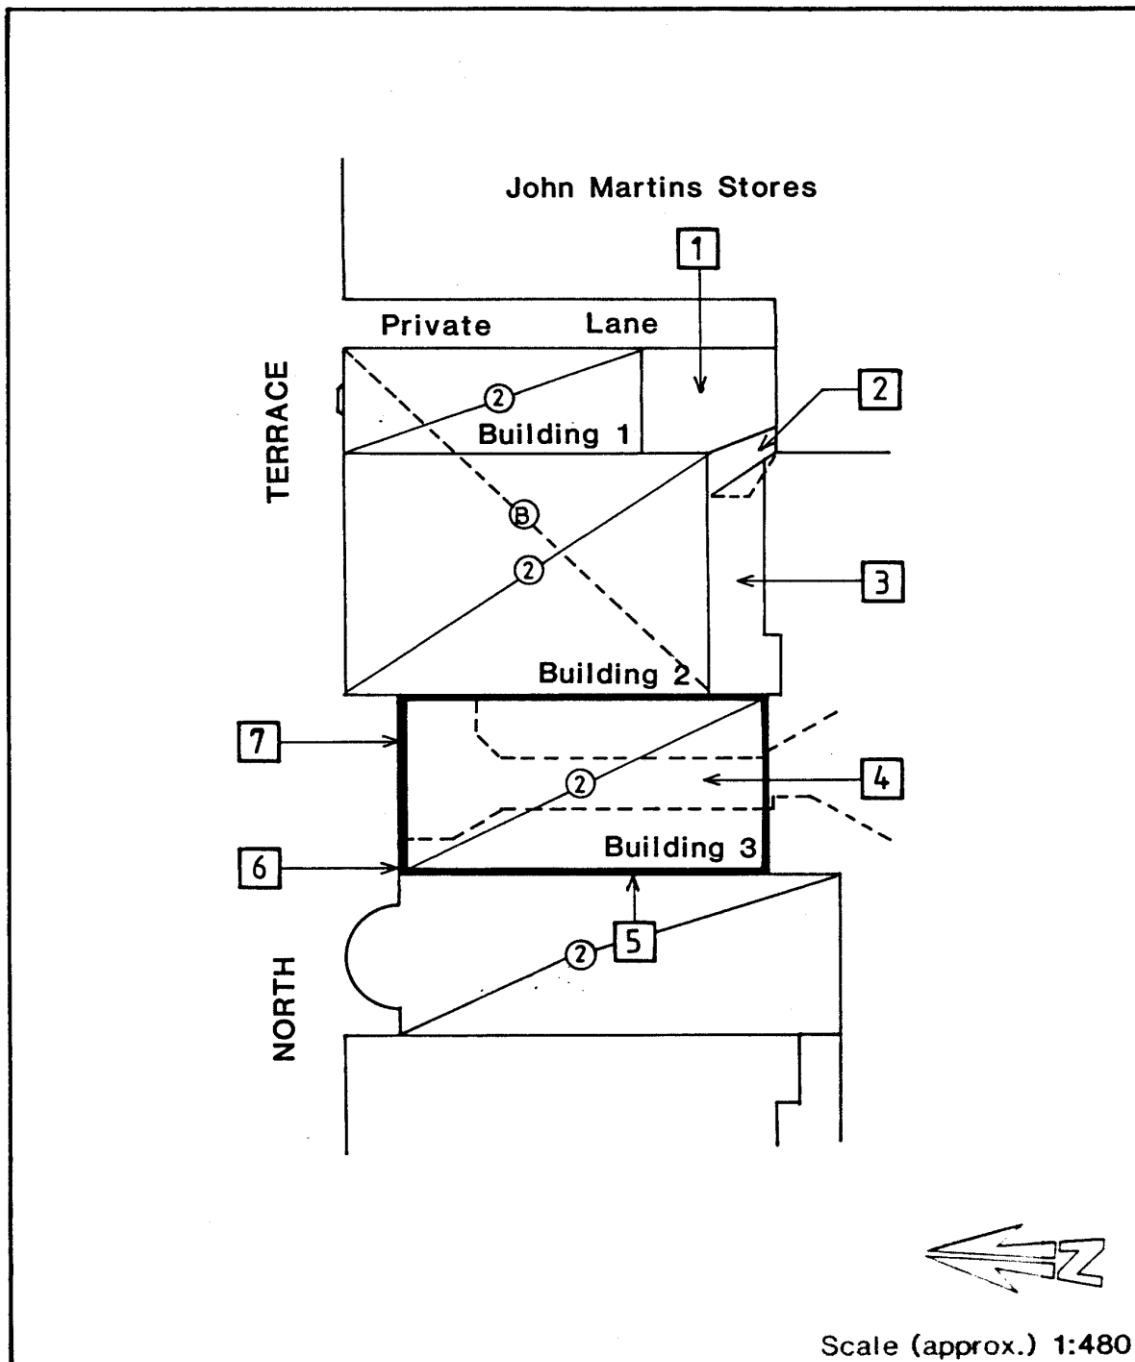 John Martins Stores
1
Private Lane
TERRACE
2
2
Building 1
B
2
3
Building 2
7
2
4
Building 3
6
5
2
NORTH
N
Scale (approx.) 1:480